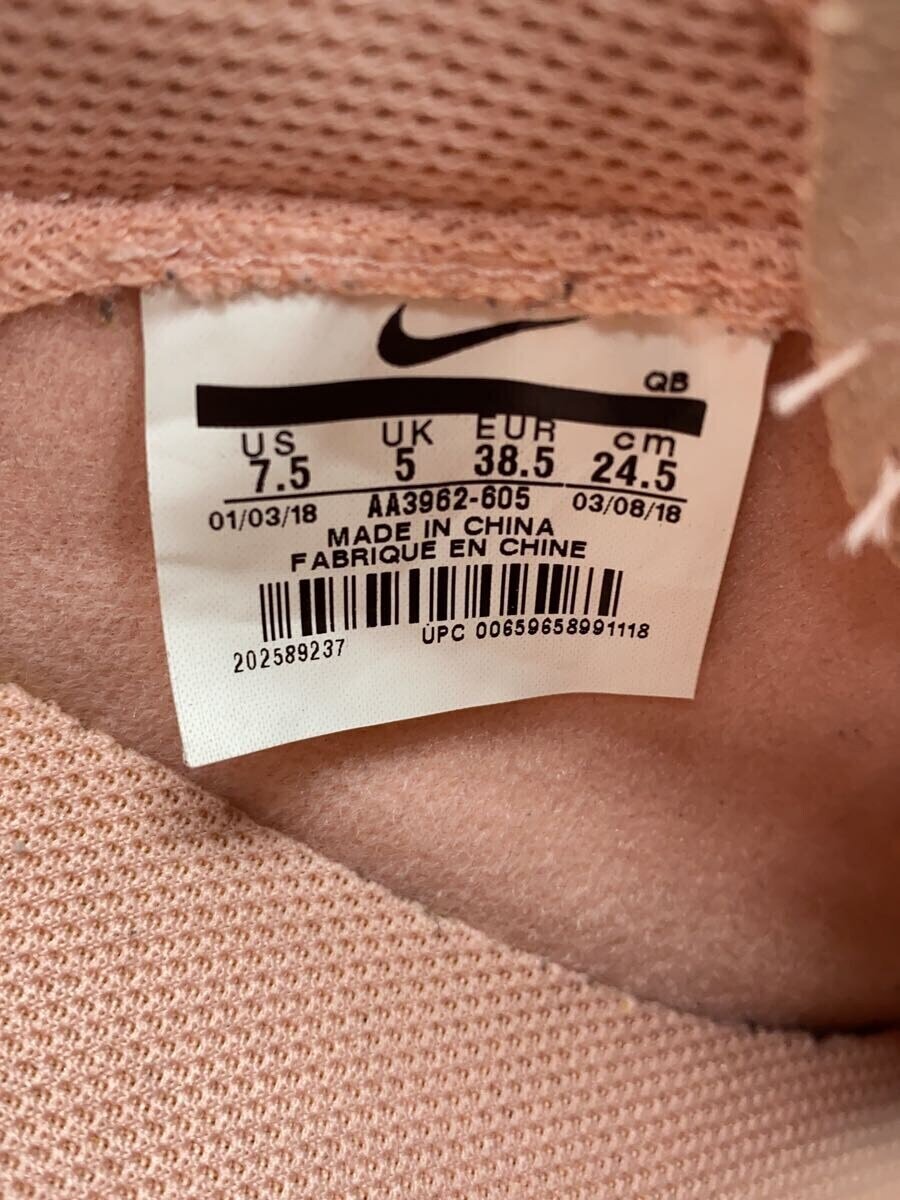 QB
US UK EUR cm
7.5 5 38.5 24.5
01/03/18 AA3962-605 03/08/18
MADE IN CHINA
FABRIQUE EN CHINE
202589237 UPC 00659658991118